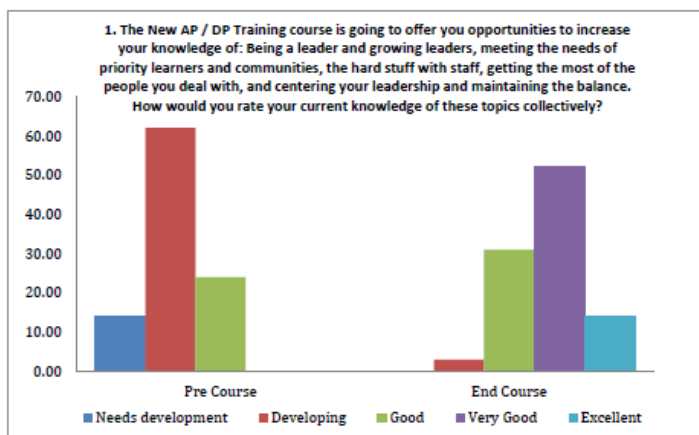 1. The New AP / DP Training course is going to offer you opportunities to increase
your knowledge of: Being a leader and growing leaders, meeting the needs of
priority learners and communities, the hard stuff with staff, getting the most of the
people you deal with, and centering your leadership and maintaining the balance.
How would you rate your current knowledge of these topics collectively?
70.00
60.00
50.00
40.00
30.00
20.00
10.00
0.00
Pre Course End Course
Needs development Developing Good Very Good Excellent